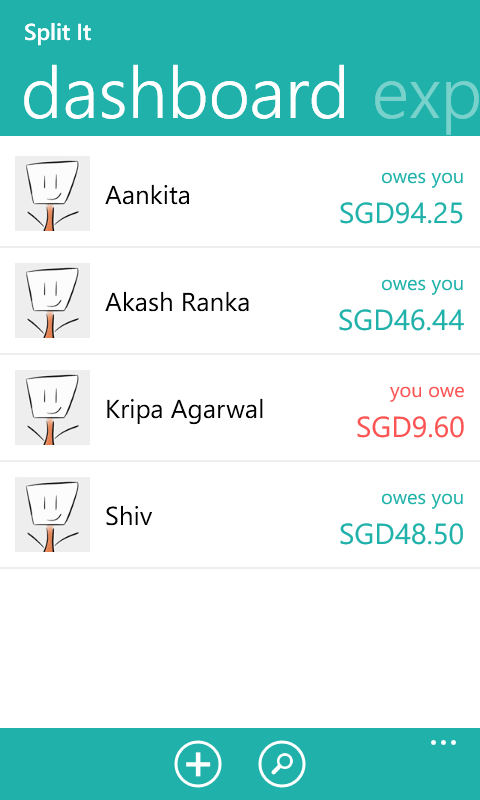 Split It
dashboard exp
Aankita
owes you
SGD94.25
Akash Ranka
owes you
SGD46.44
Kripa Agarwal
you owe
SGD9.60
Shiv
owes you
SGD48.50